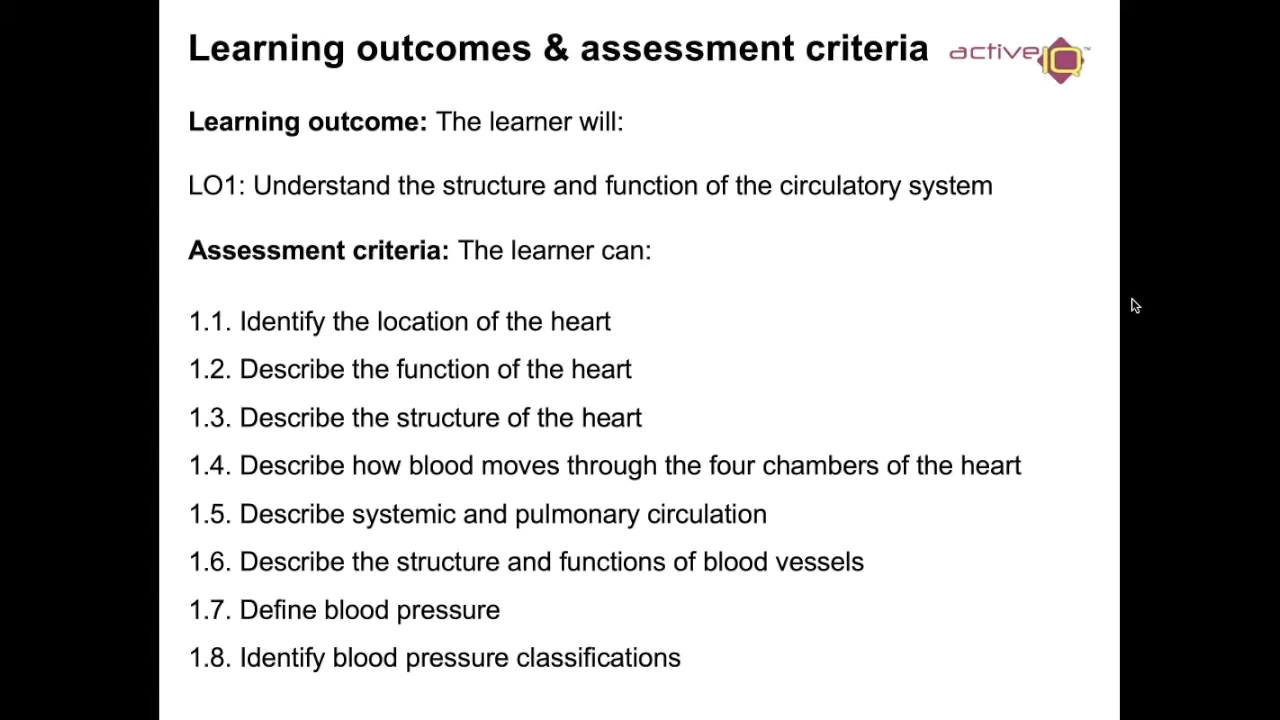 Learning outcomes & assessment criteria
activeIQ™
Learning outcome: The learner will:
LO1: Understand the structure and function of the circulatory system
Assessment criteria: The learner can:
1.1. Identify the location of the heart
1.2. Describe the function of the heart
1.3. Describe the structure of the heart
1.4. Describe how blood moves through the four chambers of the heart
1.5. Describe systemic and pulmonary circulation
1.6. Describe the structure and functions of blood vessels
1.7. Define blood pressure
1.8. Identify blood pressure classifications